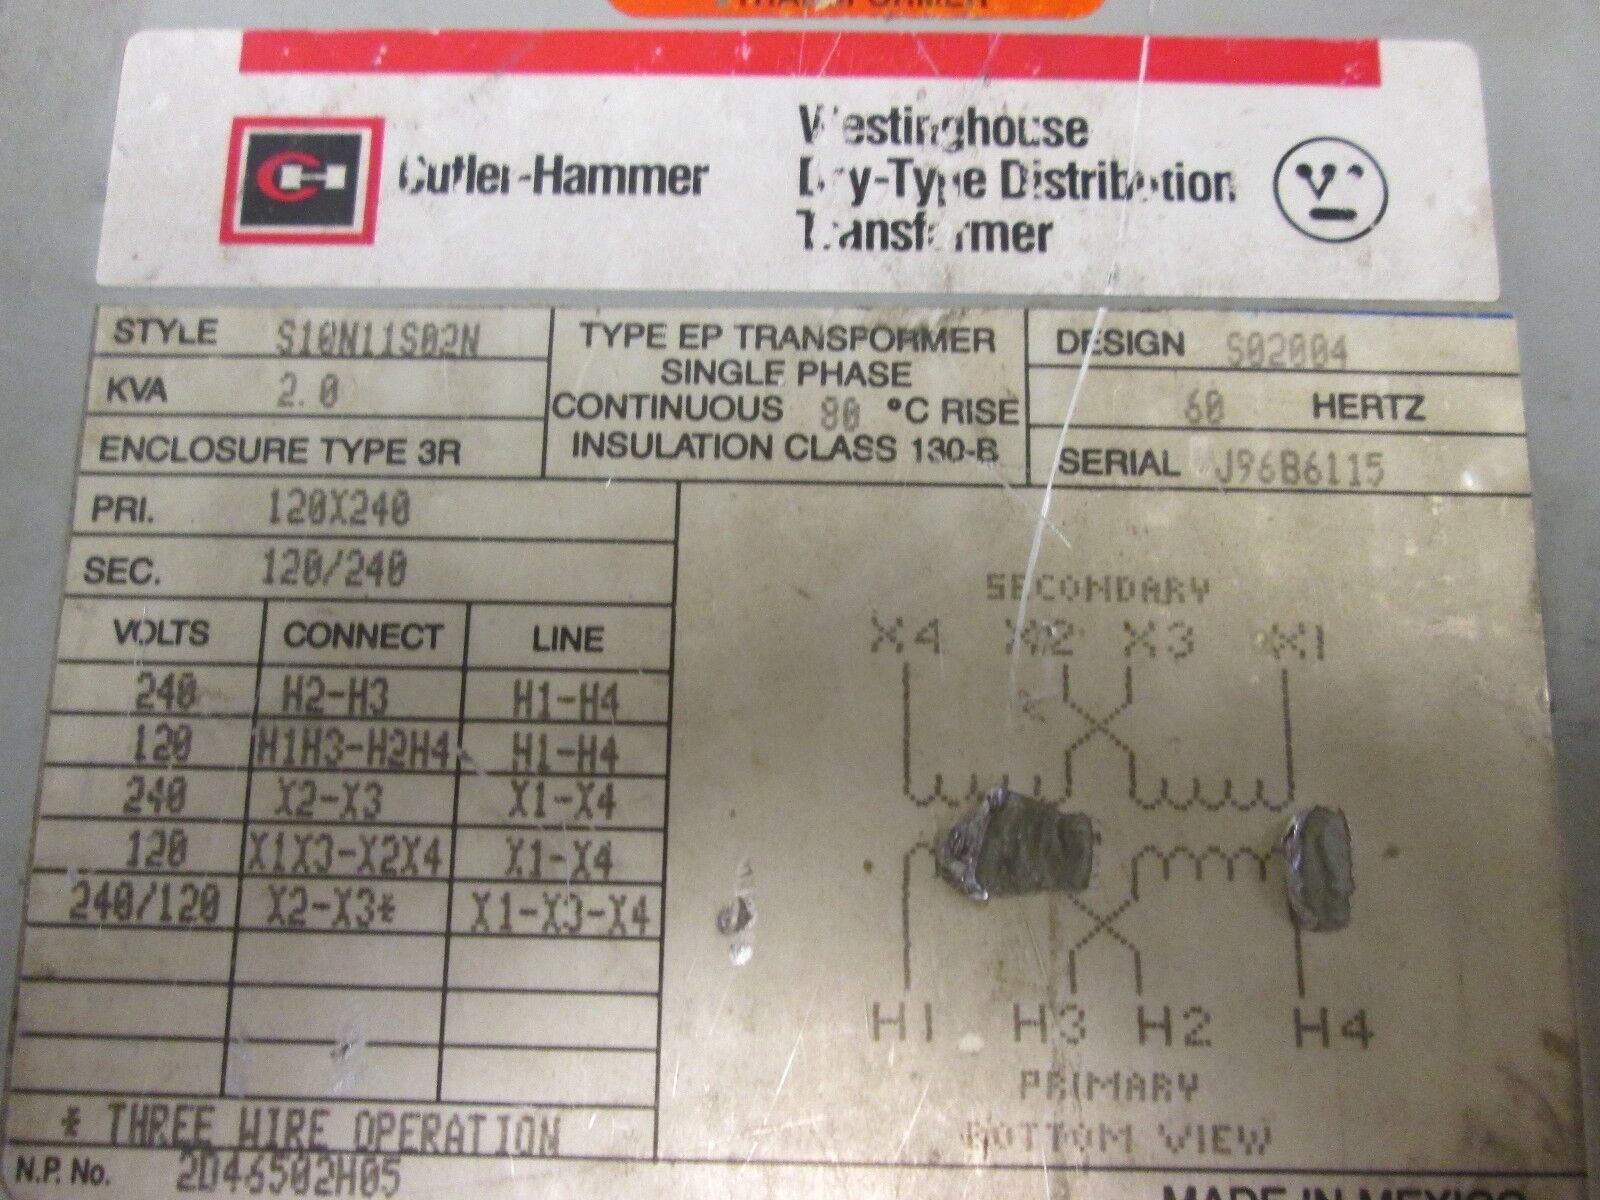 TRANSFORMER
Cutler-Hammer
Westinghouse
Dry-Type Distribution
Transformer
STYLE S10N11S02N
KVA 2.0
ENCLOSURE TYPE 3R
TYPE EP TRANSFORMER
SINGLE PHASE
CONTINUOUS 80 °C RISE
INSULATION CLASS 130-B
DESIGN S02004
60 HERTZ
SERIAL J96B6115
PRI. 120X240
SEC. 120/240
VOLTS CONNECT LINE
240 H2-H3 H1-H4
120 H1H3-H2H4 H1-H4
240 X2-X3 X1-X4
120 X1X3-X2X4 X1-X4
240/120 X2-X3* X1-X3-X4
* THREE WIRE OPERATION
N.P. No. 2D46502H05
SECONDARY
X4 X2 X3 X1
H1 H3 H2 H4
PRIMARY
BOTTOM VIEW
MADE IN MEXICO